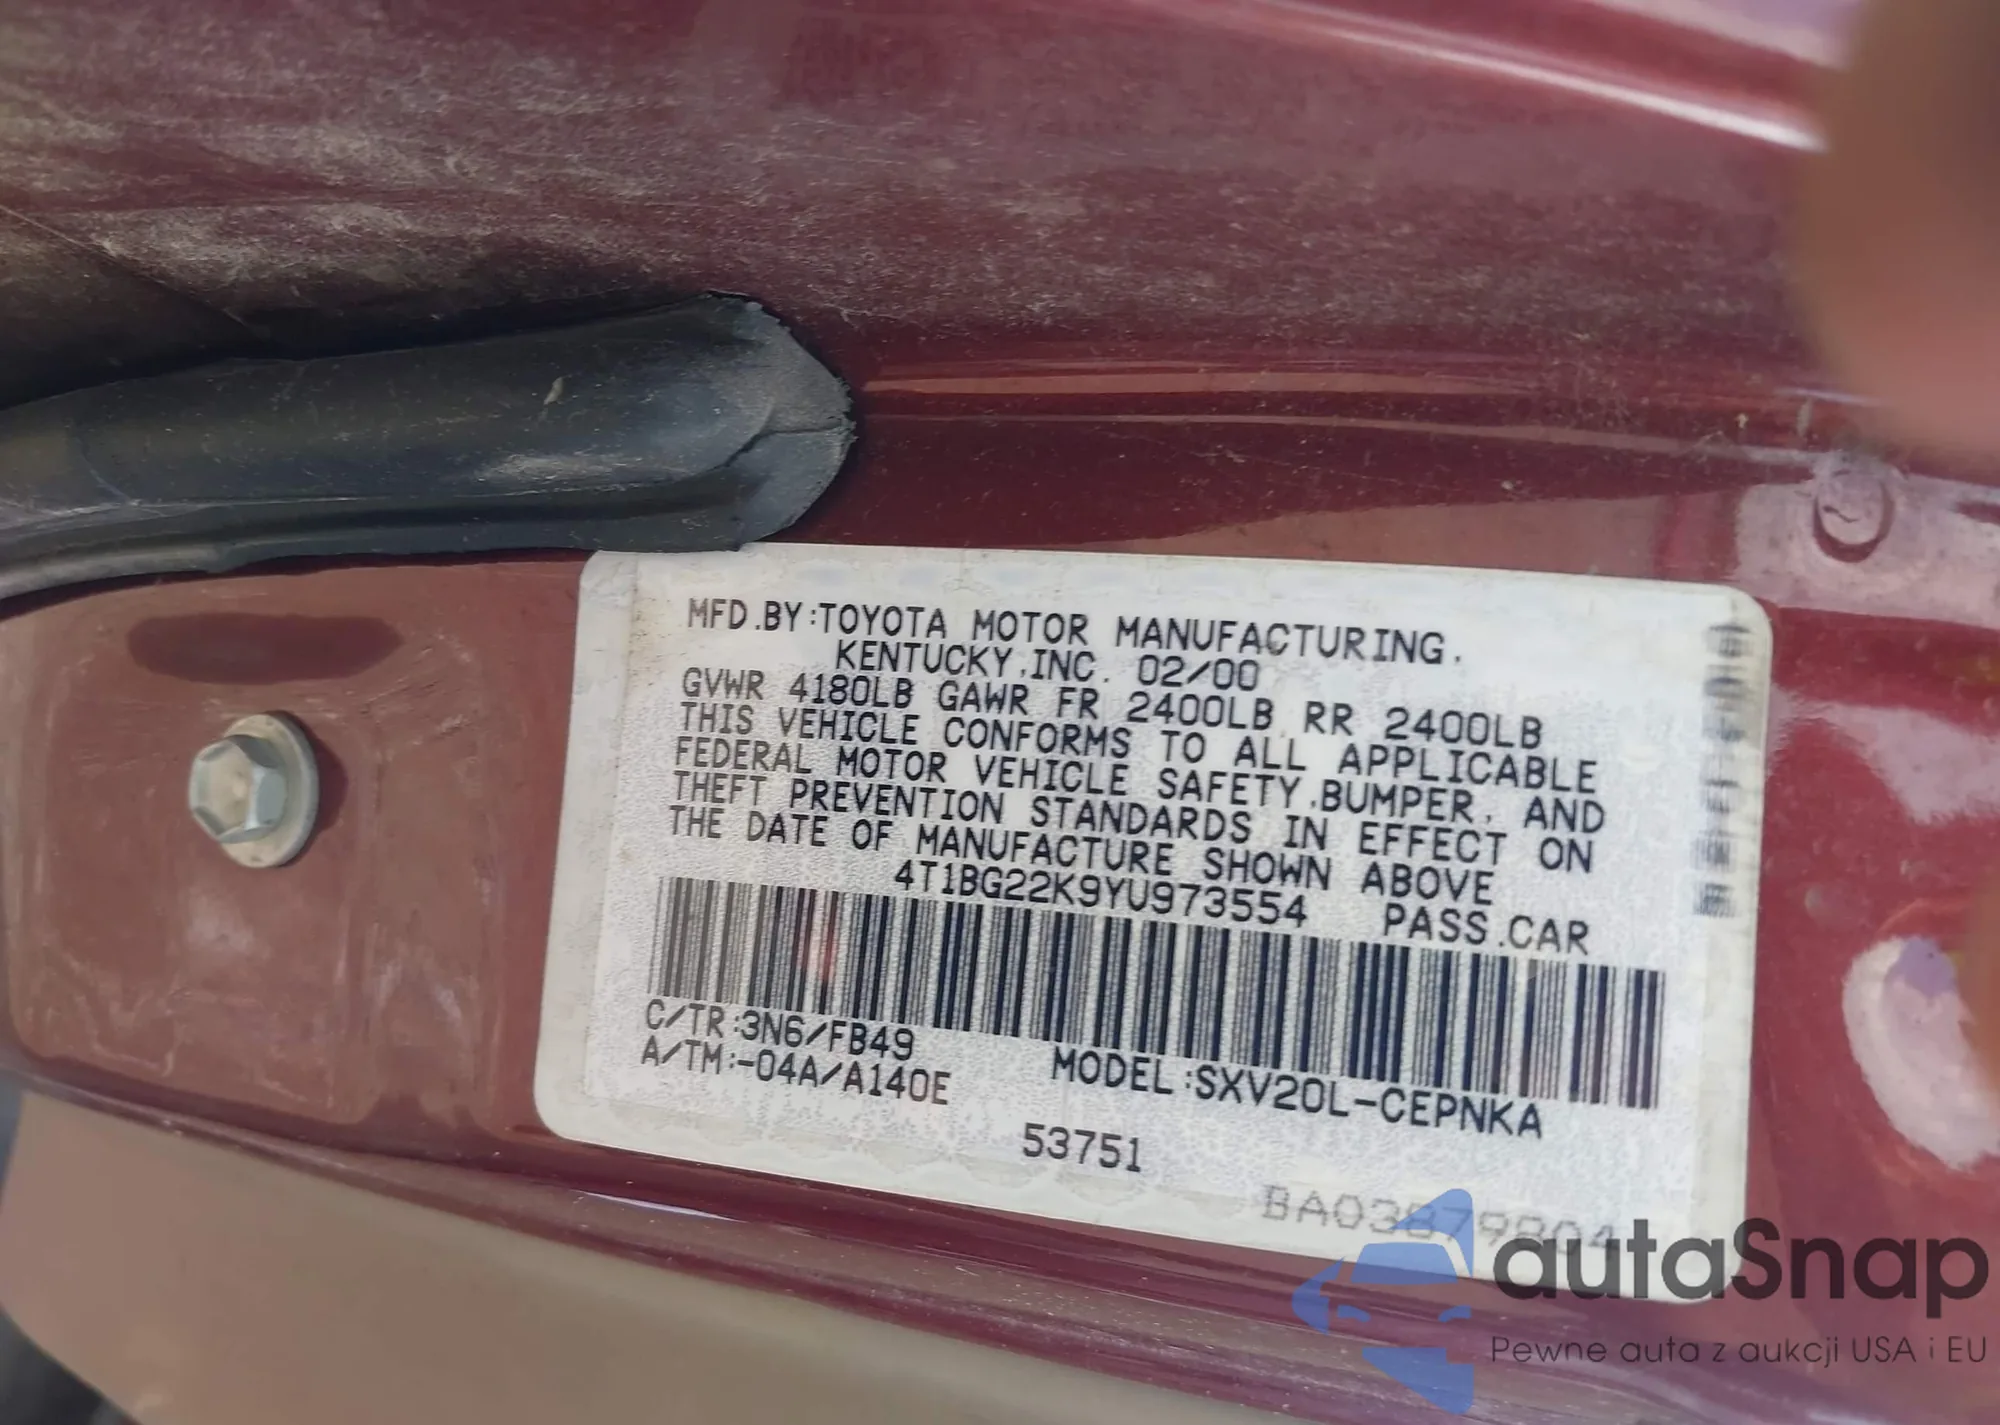 MFD.BY:TOYOTA MOTOR MANUFACTURING,
KENTUCKY,INC. 02/00
GVWR 4180LB GAWR FR 2400LB RR 2400LB
THIS VEHICLE CONFORMS TO ALL APPLICABLE
FEDERAL MOTOR VEHICLE SAFETY,BUMPER, AND
THEFT PREVENTION STANDARDS IN EFFECT ON
THE DATE OF MANUFACTURE SHOWN ABOVE
4T1BG22K9YU973554 PASS.CAR
C/TR:3N6/FB49
A/TM:-04A/A140E
MODEL:SXV20L-CEPNKA
53751
BA03879804
autaSnap
Pewne auta z aukcji USA i EU